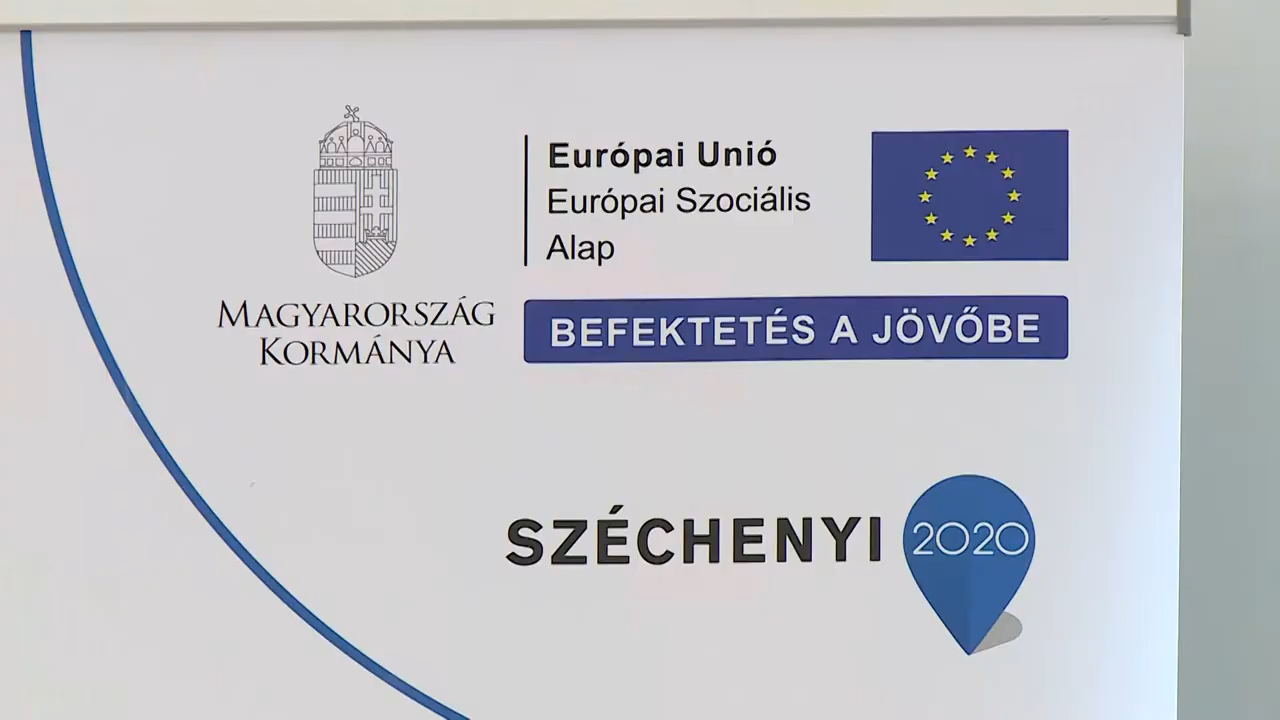 Európai Unió
Európai Szociális
Alap
MAGYARORSZÁG
KORMÁNYA
BEFEKTETÉS A JÖVŐBE
SZÉCHENYI 2020